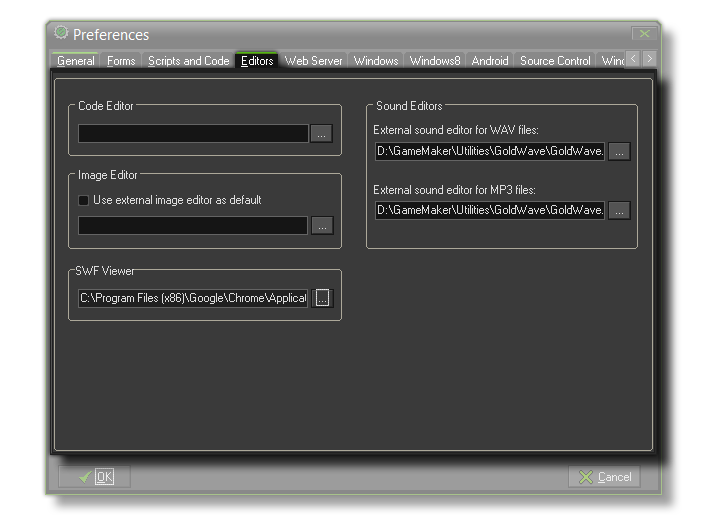 Preferences
General Forms Scripts and Code Editors Web Server Windows Windows8 Android Source Control Win
Code Editor
...
Image Editor
Use external image editor as default
...
SWF Viewer
C:\Program Files (x86)\Google\Chrome\Applicat
...
Sound Editors
External sound editor for WAV files:
D:\GameMaker\Utilities\GoldWave\GoldWave.
...
External sound editor for MP3 files:
D:\GameMaker\Utilities\GoldWave\GoldWave.
...
OK
Cancel